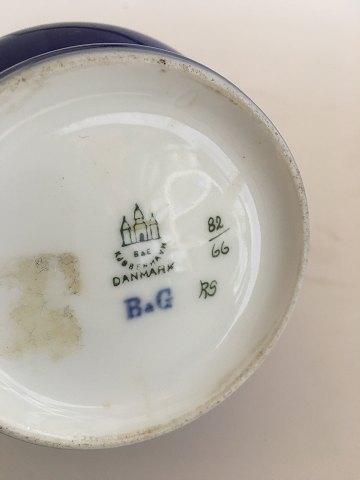 B&G
KJØBENHAVN
DANMARK
B&G
82
66
RS